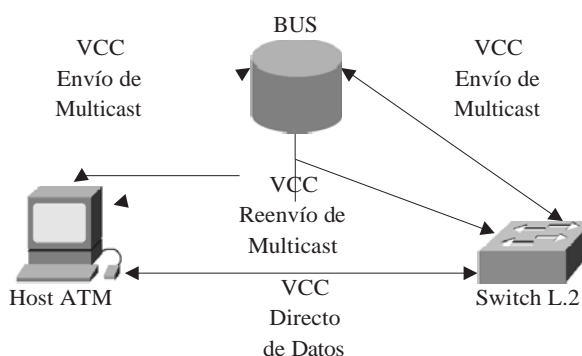 BUS
VCC
Envío de
Multicast
VCC
Envío de
Multicast
VCC
Reenvío de
Multicast
Host ATM
VCC
Directo
de Datos
Switch L.2